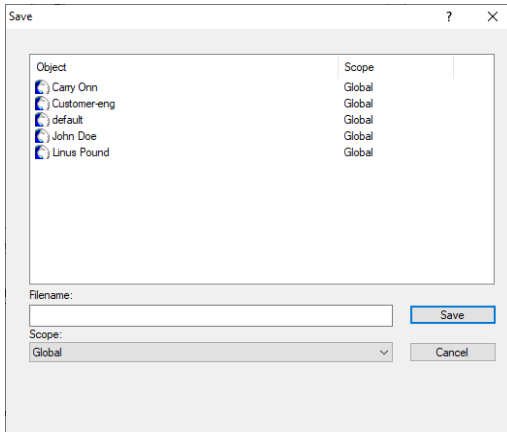 Save ?
Object Scope
Carry Onn Global
Customer-eng Global
default Global
John Doe Global
Linus Pound Global
Filename:
Save
Scope:
Global Cancel